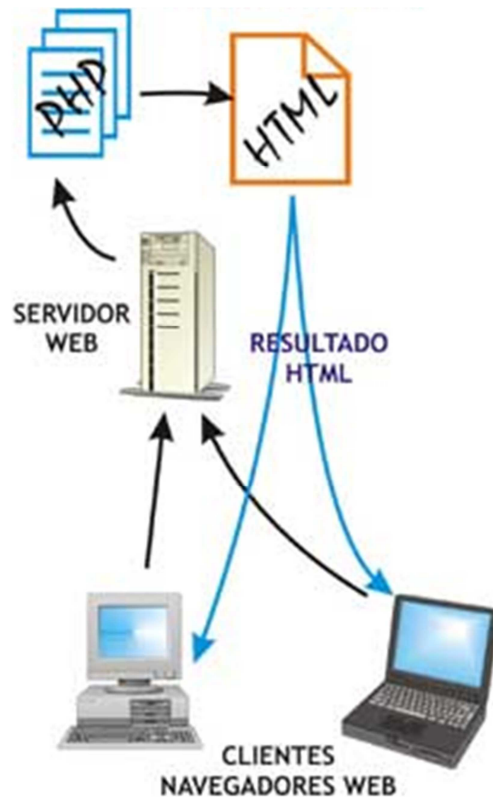 PHP
HTML
SERVIDOR
WEB
RESULTADO
HTML
CLIENTES
NAVEGADORES WEB